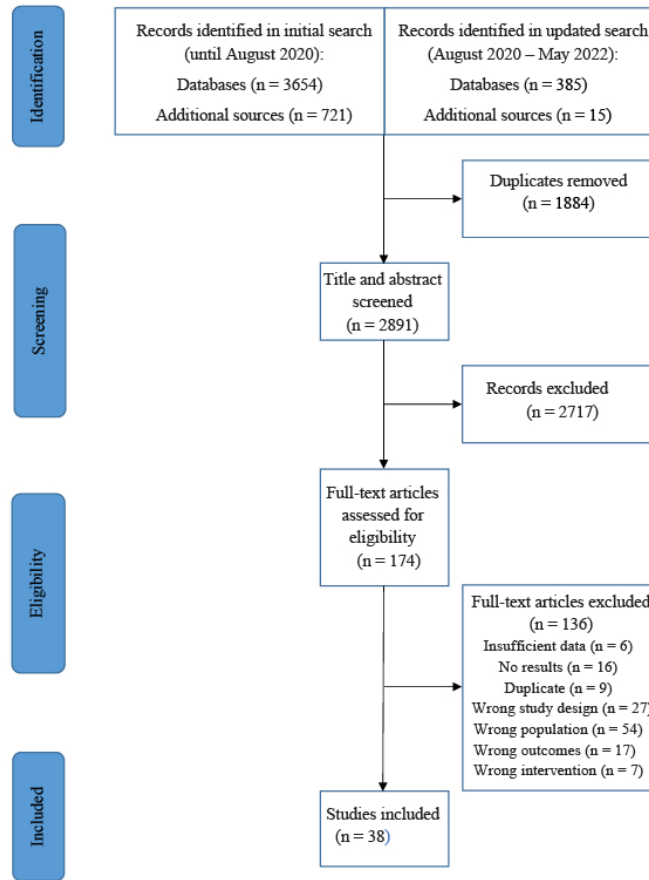 Identification
Records identified in initial search
(until August 2020):
Databases (n = 3654)
Additional sources (n = 721)
Records identified in updated search
(August 2020 – May 2022):
Databases (n = 385)
Additional sources (n = 15)
Duplicates removed
(n = 1884)
Screening
Title and abstract
screened
(n = 2891)
Records excluded
(n = 2717)
Eligibility
Full-text articles
assessed for
eligibility
(n = 174)
Full-text articles excluded
(n = 136)
Insufficient data (n = 6)
No results (n = 16)
Duplicate (n = 9)
Wrong study design (n = 27)
Wrong population (n = 54)
Wrong outcomes (n = 17)
Wrong intervention (n = 7)
Included
Studies included
(n = 38)